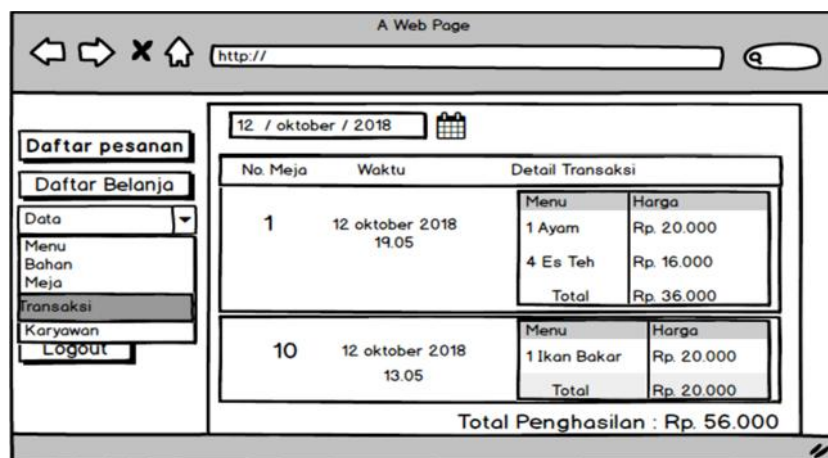 A Web Page
http://
Daftar pesanan
Daftar Belanja
Data
Menu
Bahan
Meja
Transaksi
Karyawan
Logout
12 / oktober / 2018
No. Meja Waktu Detail Transaksi
1 12 oktober 2018 19.05
Menu Harga
1 Ayam Rp. 20.000
4 Es Teh Rp. 16.000
Total Rp. 36.000
10 12 oktober 2018 13.05
Menu Harga
1 Ikan Bakar Rp. 20.000
Total Rp. 20.000
Total Penghasilan : Rp. 56.000